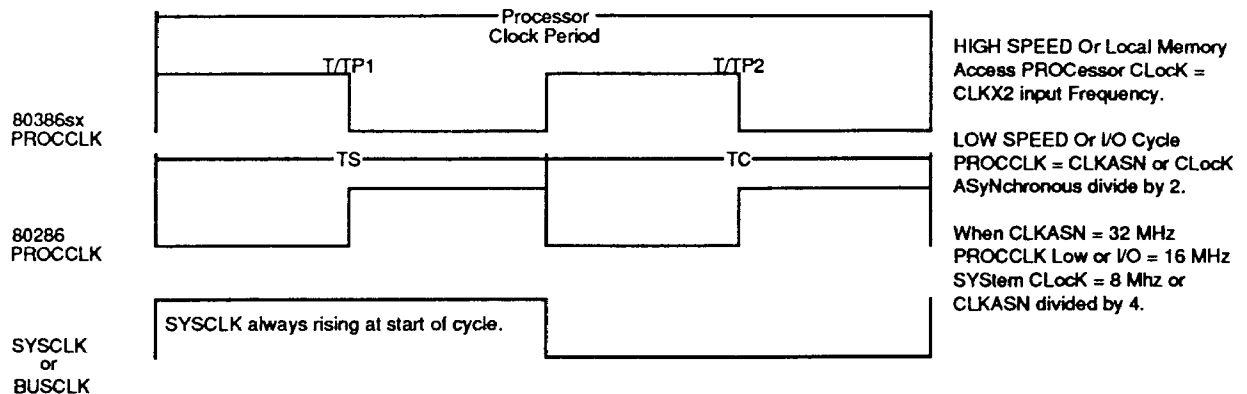 Processor
Clock Period
T/TP1
T/TP2
80386sx
PROCCLK
TS
TC
80286
PROCCLK
SYSCLK always rising at start of cycle.
SYSCLK
or
BUSCLK
HIGH SPEED Or Local Memory
Access PROCessor CLocK =
CLKX2 input Frequency.
LOW SPEED Or I/O Cycle
PROCCLK = CLKASN or CLocK
ASyNchronous divide by 2.
When CLKASN = 32 MHz
PROCCLK Low or I/O = 16 MHz
SYStem CLocK = 8 Mhz or
CLKASN divided by 4.